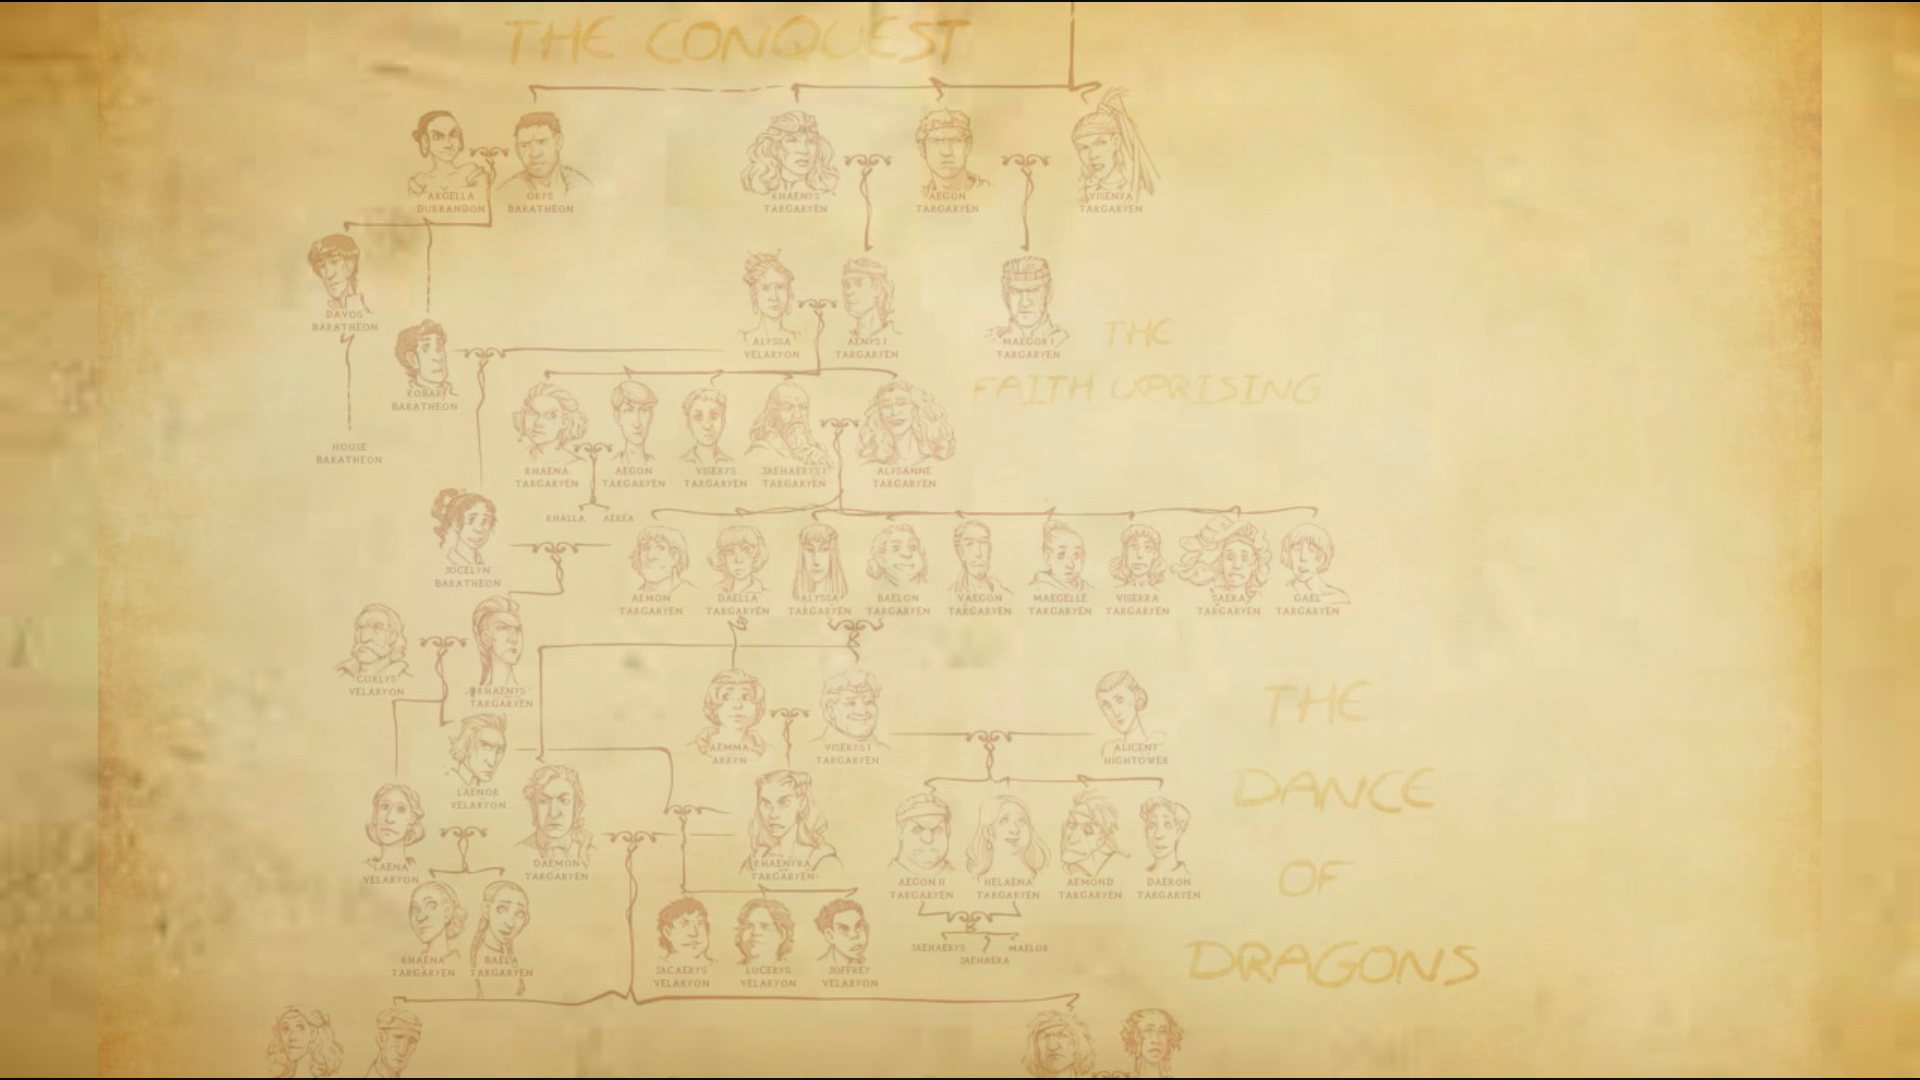 THE CONQUEST
ARGELLA
DURRANDON
ORYS
BARATHEON
RHAENYS
TARGARYEN
AEGON
TARGARYEN
VISENYA
TARGARYEN
DAVOS
BARATHEON
ALYSSA
VELARYON
AENYS I
TARGARYEN
MAEGOR I
TARGARYEN
THE
FAITH UPRISING
ROBAR
BARATHEON
HOUSE
BARATHEON
RHAENA
TARGARYEN
AEGON
TARGARYEN
VISERYS
TARGARYEN
JAEHAERYS I
TARGARYEN
ALYSANNE
TARGARYEN
RHALLA
AEREA
JOCELYN
BARATHEON
AEMON
TARGARYEN
DAELLA
TARGARYEN
ALYSSA
TARGARYEN
BAELON
TARGARYEN
VAEGON
TARGARYEN
MAEGELLE
TARGARYEN
VISERRA
TARGARYEN
SAERA
TARGARYEN
GAEL
TARGARYEN
CORLYS
VELARYON
RHAENYS
TARGARYEN
AEMMA
ARRYN
VISERYS I
TARGARYEN
ALICENT
HIGHTOWER
THE
DANCE
OF
DRAGONS
LAENOR
VELARYON
LAENA
VELARYON
DAEMON
TARGARYEN
RHAENYRA
TARGARYEN
AEGON II
TARGARYEN
HELAENA
TARGARYEN
AEMOND
TARGARYEN
DAERON
TARGARYEN
JAEHAERYS
MAELOR
JAEHAERA
RHAENA
TARGARYEN
BAELA
TARGARYEN
JACAERYS
VELARYON
LUCERYS
VELARYON
JOFFREY
VELARYON